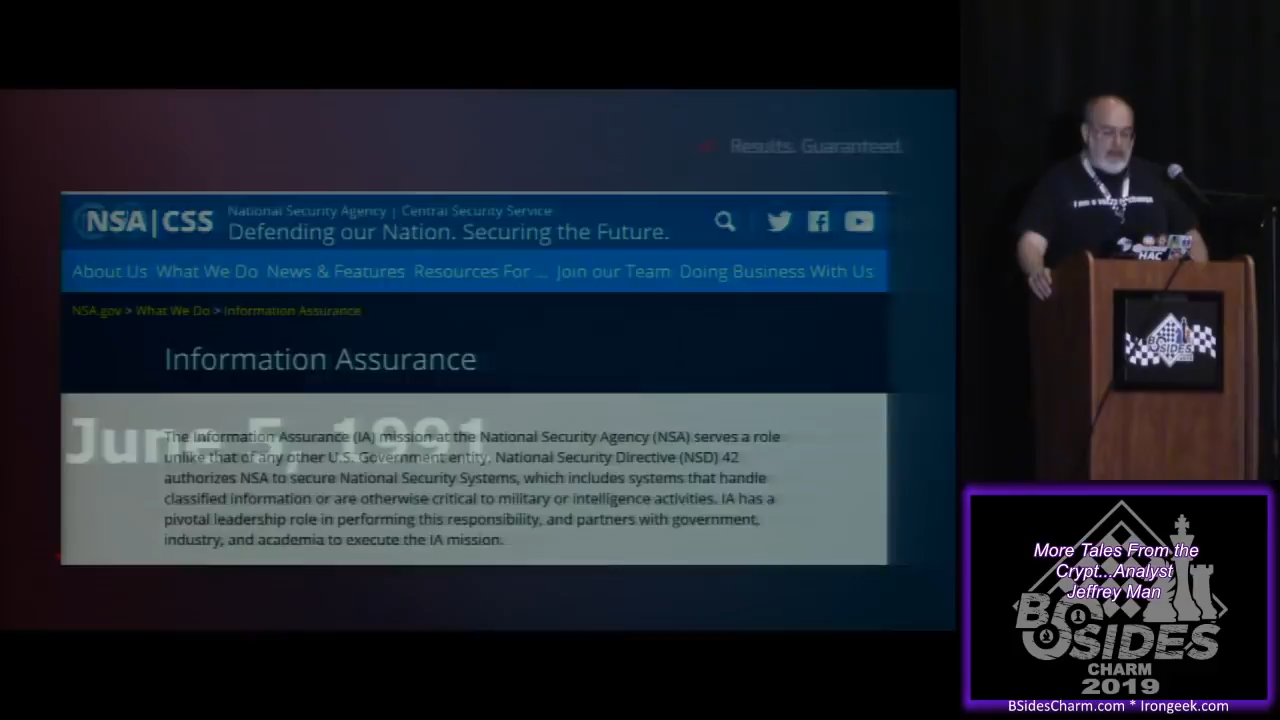 Results. Guaranteed.
NSA|CSS
National Security Agency | Central Security Service
Defending our Nation. Securing the Future.
About Us What We Do News & Features Resources For ... Join our Team Doing Business With Us
NSA.gov > What We Do > Information Assurance
Information Assurance
June 5, 1991
The Information Assurance (IA) mission at the National Security Agency (NSA) serves a role
unlike that of any other U.S. Government entity. National Security Directive (NSD) 42
authorizes NSA to secure National Security Systems, which includes systems that handle
classified information or are otherwise critical to military or intelligence activities. IA has a
pivotal leadership role in performing this responsibility, and partners with government,
industry, and academia to execute the IA mission.
HAC
BSIDES
More Tales From the
Crypt...Analyst
Jeffrey Man
BSIDES
CHARM
2019
BSidesCharm.com * Irongeek.com